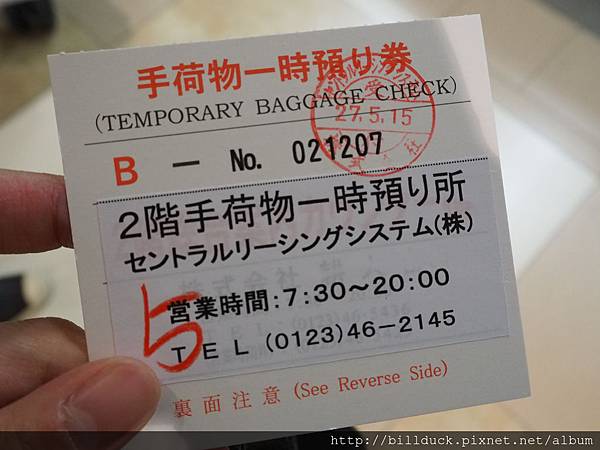 手荷物一時預り券
(TEMPORARY BAGGAGE CHECK)
27.5.15
B － No. 021207
2階手荷物一時預り所
セントラルリーシングシステム(株)
営業時間:7:30～20:00
5
TEL (0123)46-2145
裏面注意 (See Reverse Side)
http://billduck.pixnet.net/album